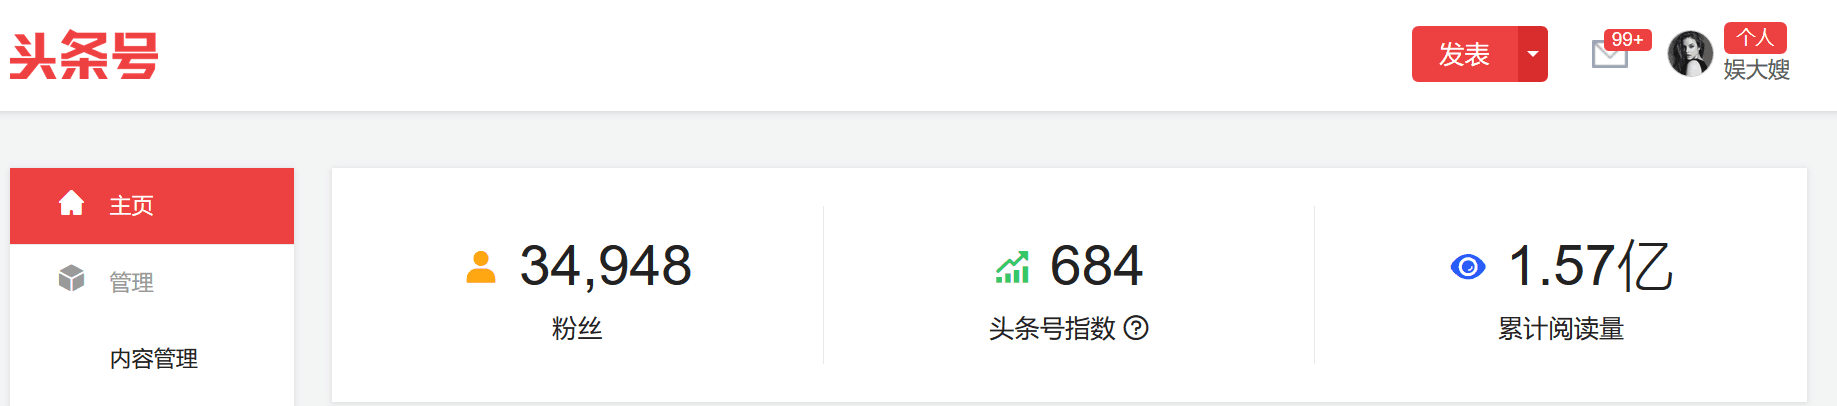 头条号
发表
99+
个人
娱大嫂
主页
管理
内容管理
34,948
粉丝
684
头条号指数 ?
1.57亿
累计阅读量